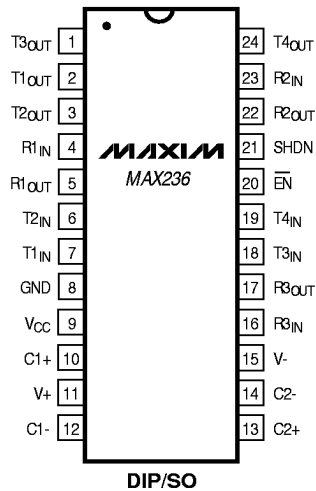 T3OUT 1
T1OUT 2
T2OUT 3
R1IN 4
R1OUT 5
T2IN 6
T1IN 7
GND 8
VCC 9
C1+ 10
V+ 11
C1- 12
MAXIM
MAX236
24 T4OUT
23 R2IN
22 R2OUT
21 SHDN
20 E̅N̅
19 T4IN
18 T3IN
17 R3OUT
16 R3IN
15 V-
14 C2-
13 C2+
DIP/SO